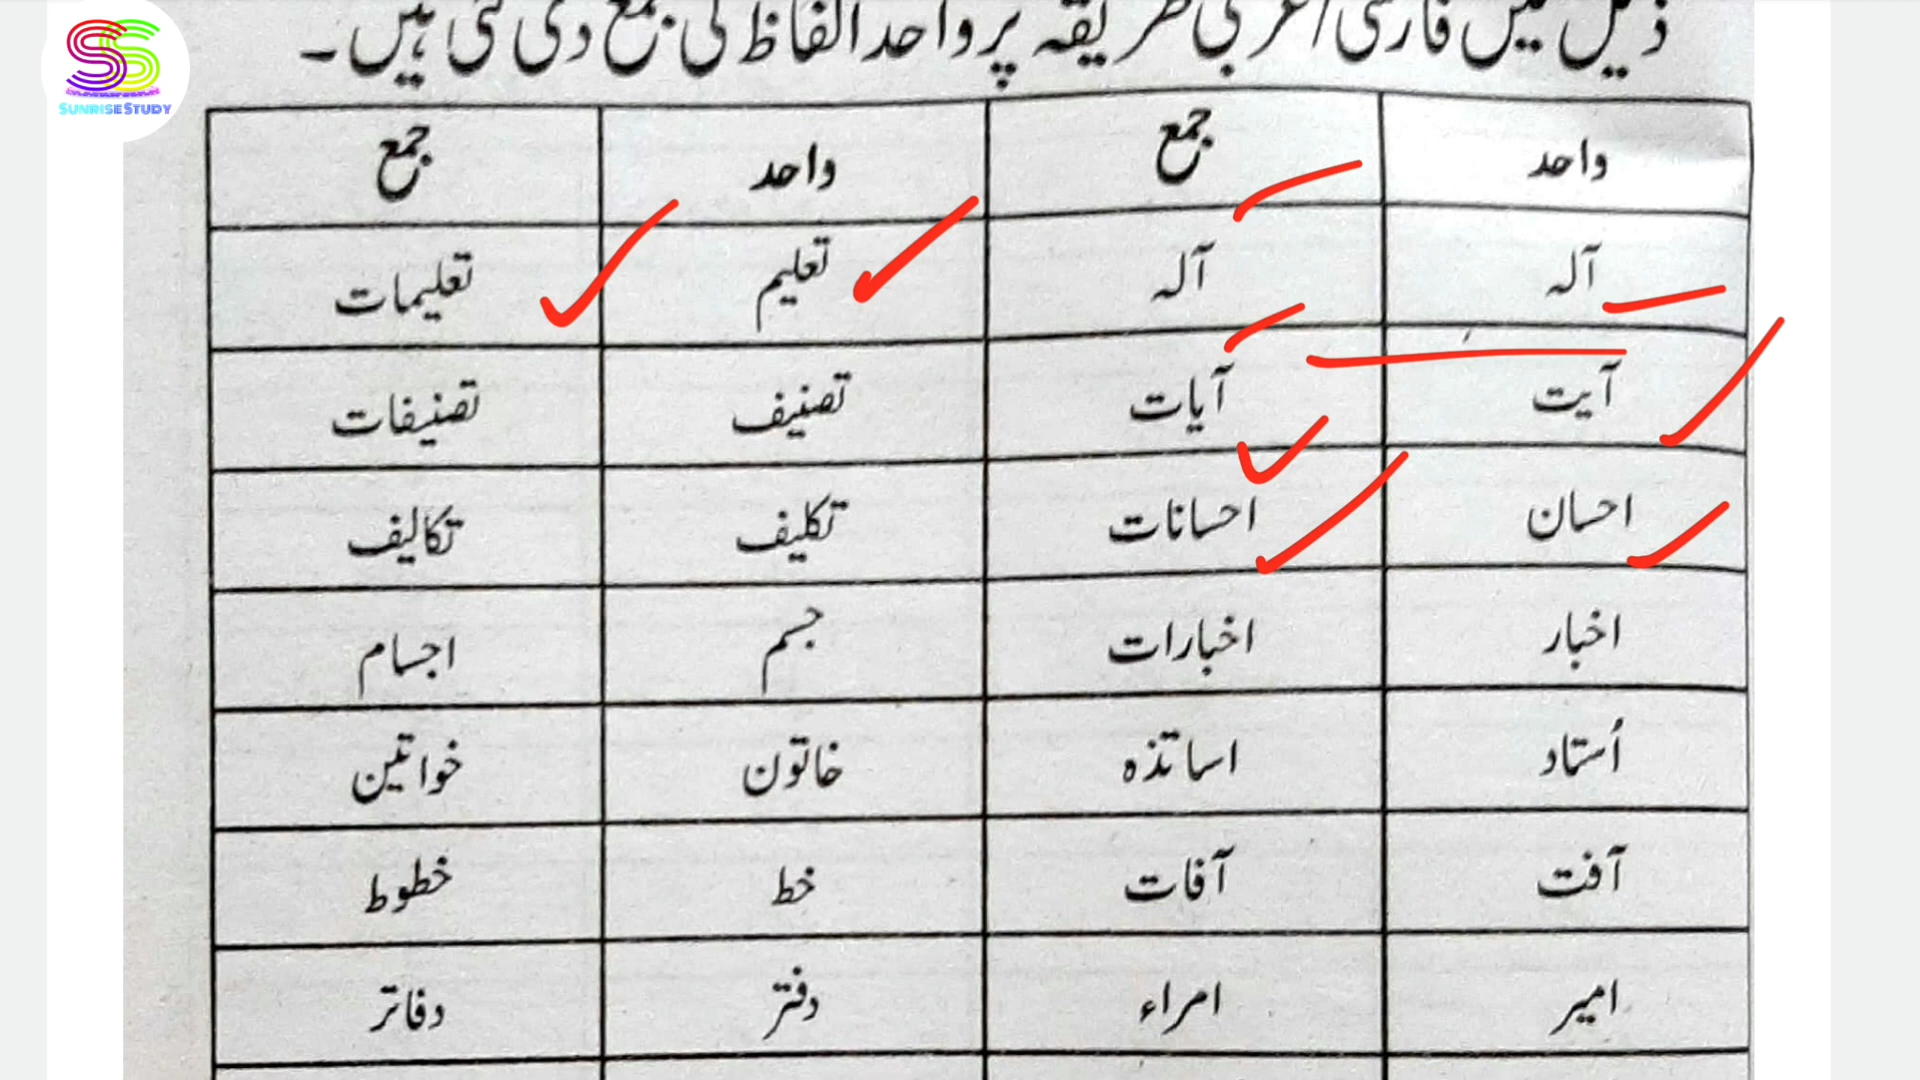 ذیل میں فارسی/عربی طریقہ پر واحد الفاظ کی جمع دی گئی ہیں۔
SUNRISESTUDY
واحد جمع واحد جمع
آلہ آلہ تعلیم تعلیمات
آیت آیات تصنیف تصنیفات
احسان احسانات تکلیف تکالیف
اخبار اخبارات جسم اجسام
اُستاد اساتذہ خاتون خواتین
آفت آفات خط خطوط
امیر امراء دفتر دفاتر